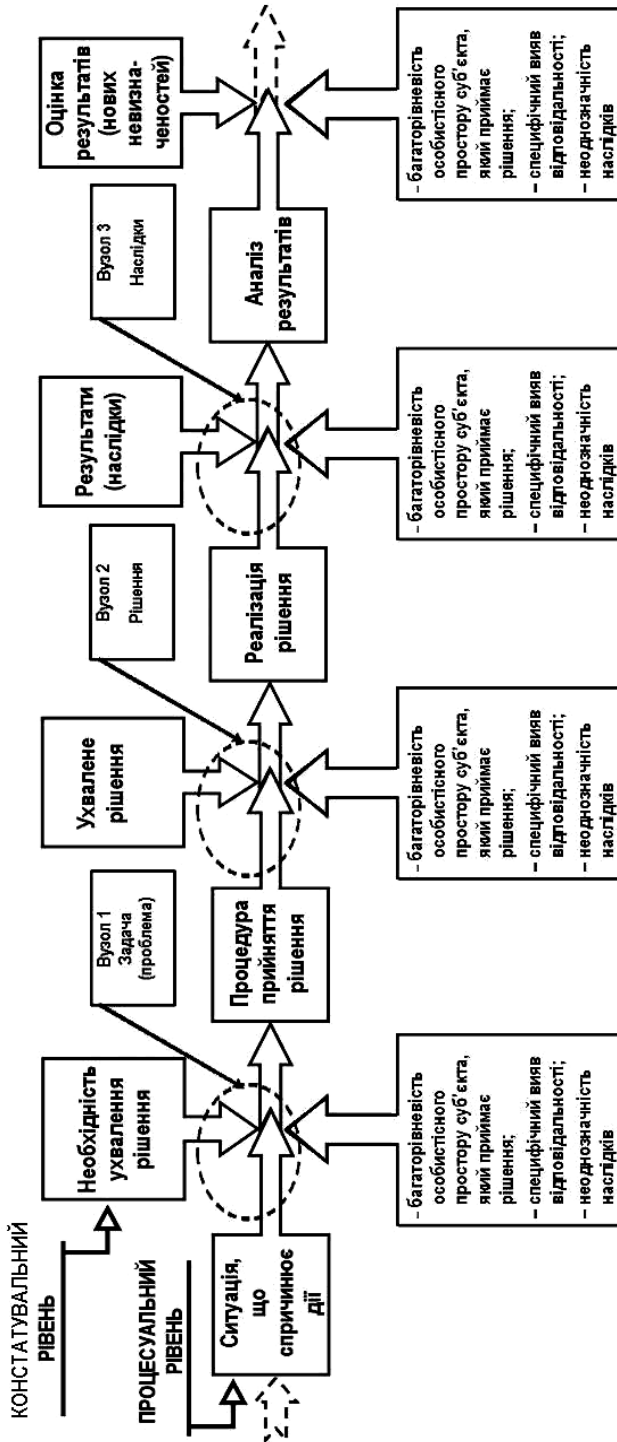 КОНСТАТУВАЛЬНИЙ
РІВЕНЬ
Необхідність
ухвалення
рішення
Вузол 1
Задача
(проблема)
Ухвалене
рішення
Вузол 2
Рішення
Результати
(наслідки)
Вузол 3
Наслідки
Оцінка
результатів
(нових
невизна-
ченостей)
ПРОЦЕСУАЛЬНИЙ
РІВЕНЬ
Ситуація,
що
спричинює
дії
Процедура
прийняття
рішення
Реалізація
рішення
Аналіз
результатів
– багаторівневість
особистісного
простору суб’єкта,
який приймає
рішення;
– специфічний вияв
відповідальності;
– неоднозначність
наслідків
– багаторівневість
особистісного
простору суб’єкта,
який приймає
рішення;
– специфічний вияв
відповідальності;
– неоднозначність
наслідків
– багаторівневість
особистісного
простору суб’єкта,
який приймає
рішення;
– специфічний вияв
відповідальності;
– неоднозначність
наслідків
– багаторівневість
особистісного
простору суб’єкта,
який приймає
рішення;
– специфічний вияв
відповідальності;
– неоднозначність
наслідків